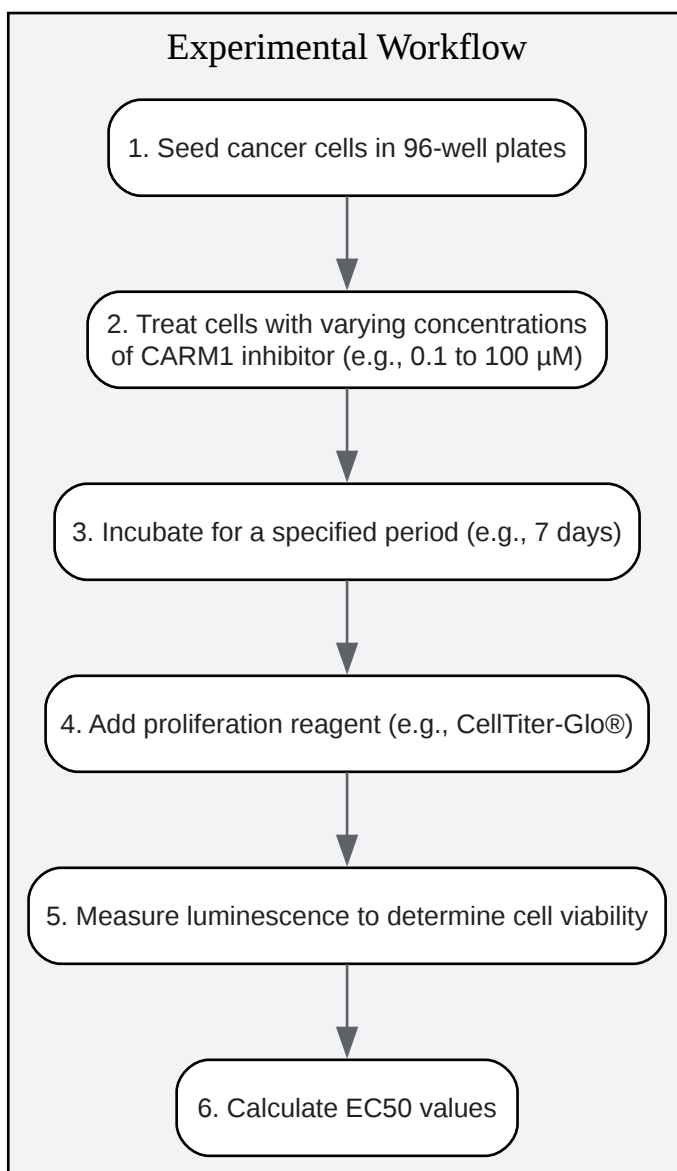 Experimental Workflow
1. Seed cancer cells in 96-well plates
2. Treat cells with varying concentrations
of CARM1 inhibitor (e.g., 0.1 to 100 µM)
3. Incubate for a specified period (e.g., 7 days)
4. Add proliferation reagent (e.g., CellTiter-Glo®)
5. Measure luminescence to determine cell viability
6. Calculate EC50 values